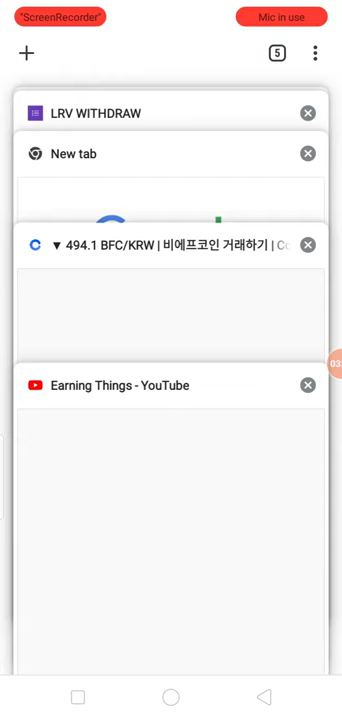 "ScreenRecorder"
Mic in use
5
LRV WITHDRAW
New tab
▼ 494.1 BFC/KRW | 비에프코인 거래하기 | Co
03
Earning Things - YouTube